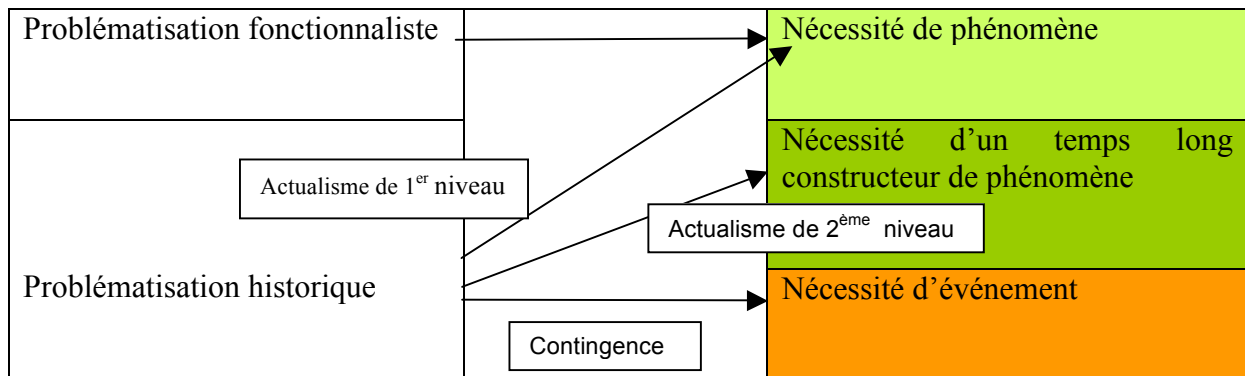 Problématisation fonctionnaliste
Nécessité de phénomène
Nécessité d'un temps long
constructeur de phénomène
Actualisme de 1er niveau
Actualisme de 2ème niveau
Problématisation historique
Nécessité d'événement
Contingence